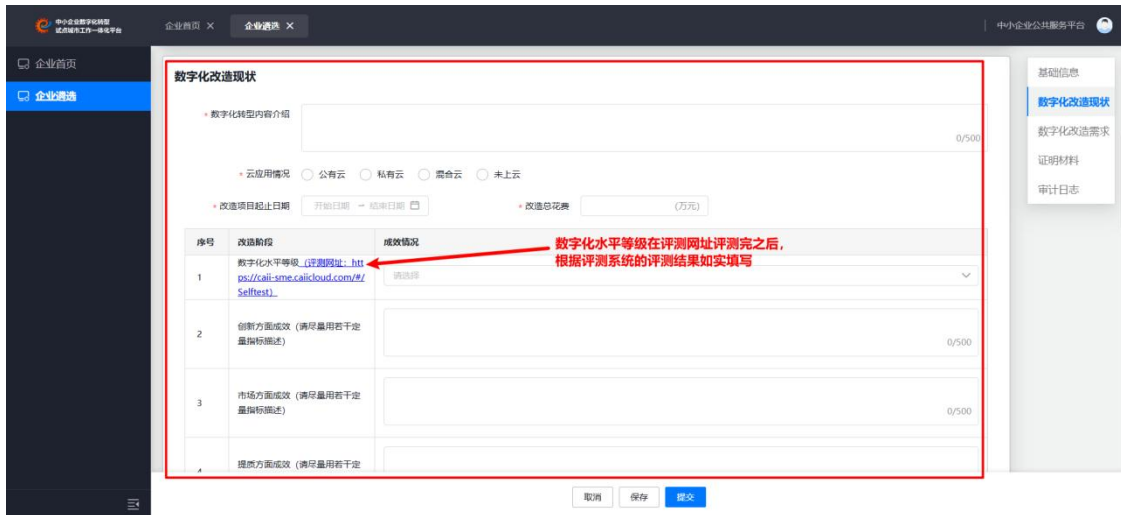 中小企业数字化转型
试点城市工作一体化平台
企业首页 ×
企业遴选 ×
中小企业公共服务平台
企业首页
企业遴选
数字化改造现状
* 数字化转型内容介绍
0/500
* 云应用情况 公有云 私有云 混合云 未上云
* 改造项目起止日期 开始日期 → 结束日期
* 改造总花费 (万元)
序号 改造阶段 成效情况
1 数字化水平等级（评测网址：htt
ps://caii-sme.caiicloud.com/#/
Selftest）
请选择
数字化水平等级在评测网址评测完之后，
根据评测系统的评测结果如实填写
2 创新方面成效（请尽量用若干定
量指标描述）
0/500
3 市场方面成效（请尽量用若干定
量指标描述）
0/500
4 提质方面成效（请尽量用若干定
取消 保存 提交
基础信息
数字化改造现状
数字化改造需求
证明材料
审计日志